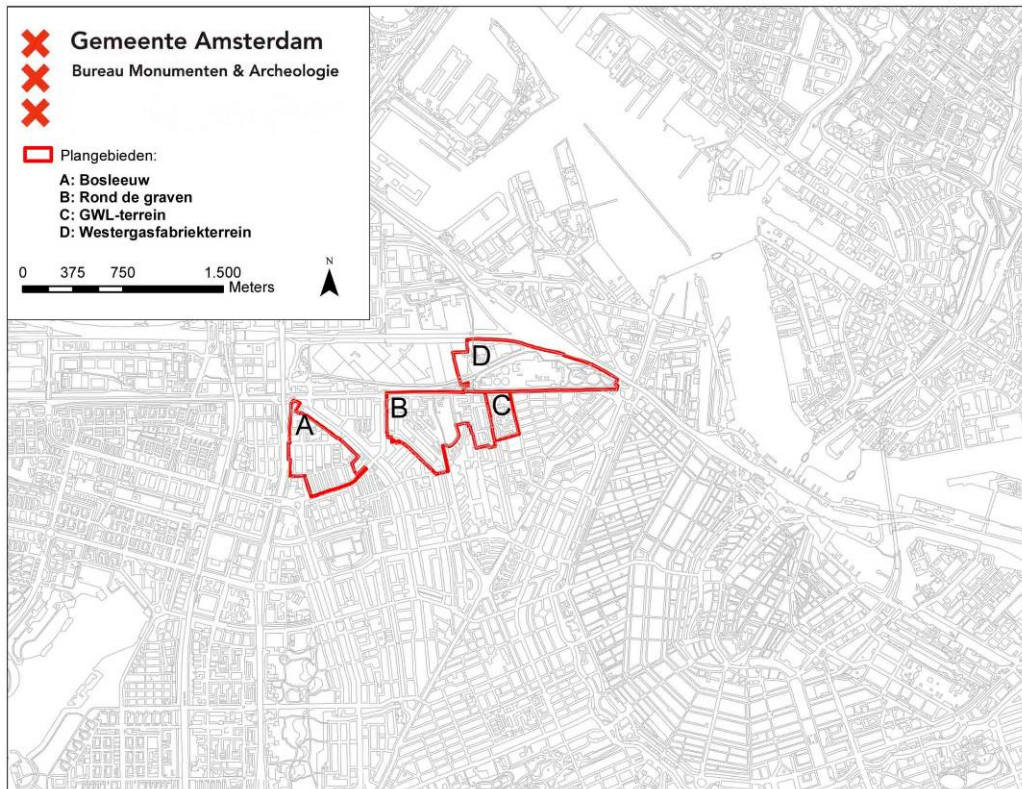 Gemeente Amsterdam
Bureau Monumenten & Archeologie
Plangebieden:
A: Bosleeuw
B: Rond de graven
C: GWL-terrein
D: Westergasfabriekterrein
0 375 750 1.500
Meters
N
D
B
C
A